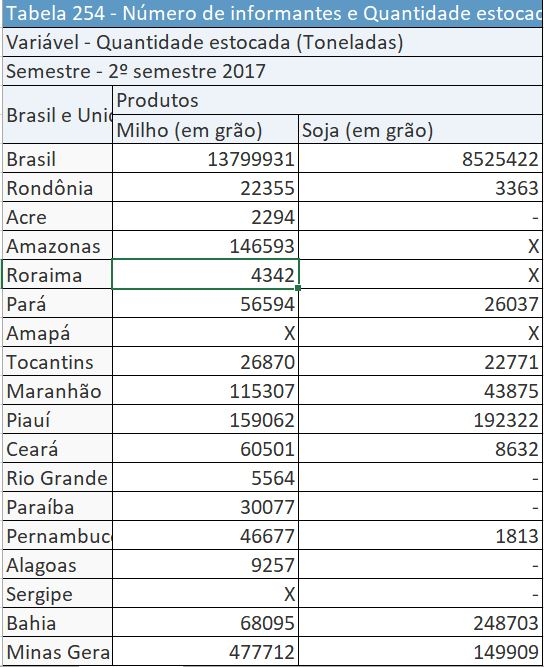 Tabela 254 - Número de informantes e Quantidade estocad
Variável - Quantidade estocada (Toneladas)
Semestre - 2º semestre 2017
Brasil e Unid Produtos
Milho (em grão) Soja (em grão)
Brasil 13799931 8525422
Rondônia 22355 3363
Acre 2294 -
Amazonas 146593 X
Roraima 4342 X
Pará 56594 26037
Amapá X X
Tocantins 26870 22771
Maranhão 115307 43875
Piauí 159062 192322
Ceará 60501 8632
Rio Grande 5564 -
Paraíba 30077 -
Pernambuco 46677 1813
Alagoas 9257 -
Sergipe X -
Bahia 68095 248703
Minas Gera 477712 149909